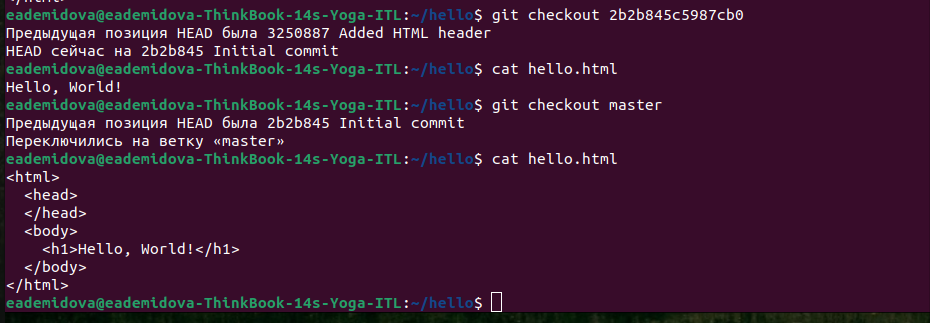 </html>
eademidova@eademidova-ThinkBook-14s-Yoga-ITL:~/hello$ git checkout 2b2b845c5987cb0
Предыдущая позиция HEAD была 3250887 Added HTML header
HEAD сейчас на 2b2b845 Initial commit
eademidova@eademidova-ThinkBook-14s-Yoga-ITL:~/hello$ cat hello.html
Hello, World!
eademidova@eademidova-ThinkBook-14s-Yoga-ITL:~/hello$ git checkout master
Предыдущая позиция HEAD была 2b2b845 Initial commit
Переключились на ветку «master»
eademidova@eademidova-ThinkBook-14s-Yoga-ITL:~/hello$ cat hello.html
<html>
  <head>
  </head>
  <body>
    <h1>Hello, World!</h1>
  </body>
</html>
eademidova@eademidova-ThinkBook-14s-Yoga-ITL:~/hello$